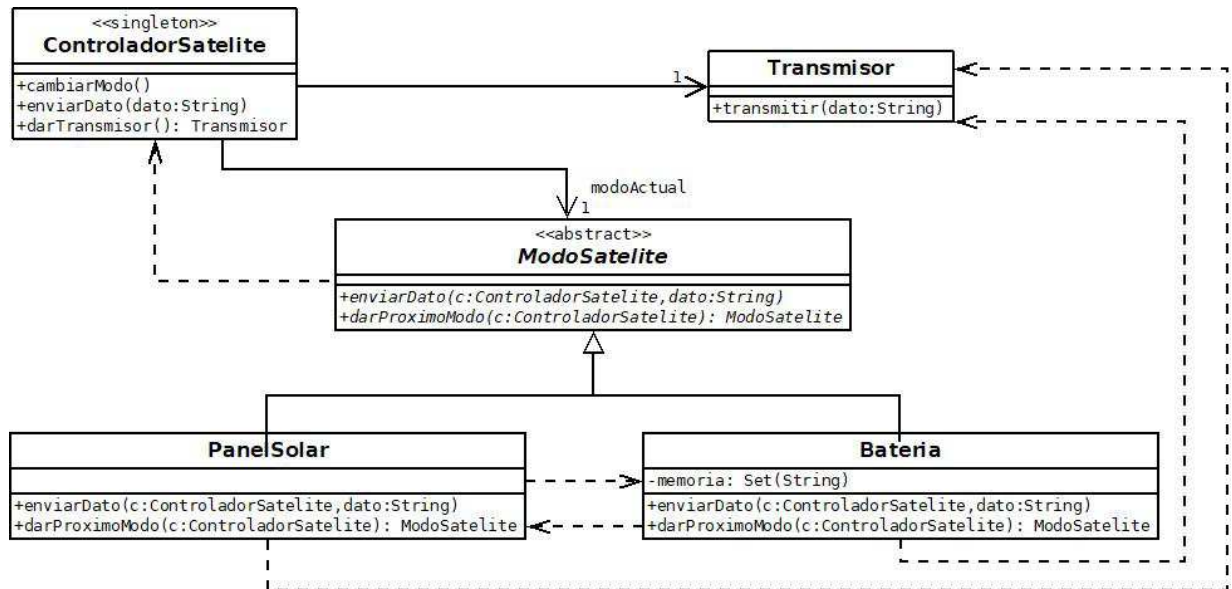 <<singleton>>
ControladorSatelite
+cambiarModo()
+enviarDato(dato:String)
+darTransmisor(): Transmisor
1
Transmisor
+transmitir(dato:String)
modoActual
1
<<abstract>>
ModoSatelite
+enviarDato(c:ControladorSatelite,dato:String)
+darProximoModo(c:ControladorSatelite): ModoSatelite
PanelSolar
+enviarDato(c:ControladorSatelite,dato:String)
+darProximoModo(c:ControladorSatelite): ModoSatelite
Bateria
-memoria: Set(String)
+enviarDato(c:ControladorSatelite,dato:String)
+darProximoModo(c:ControladorSatelite): ModoSatelite